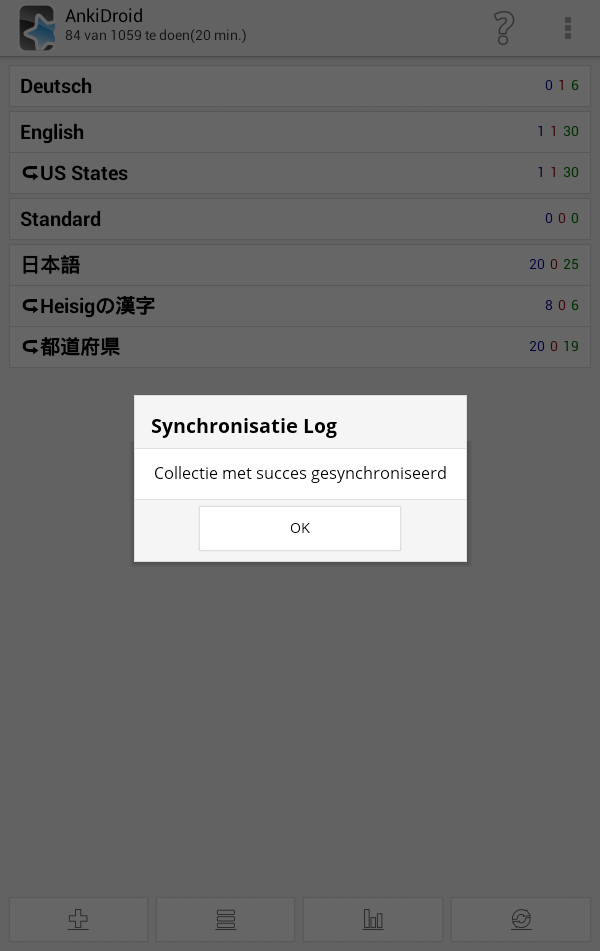 AnkiDroid
84 van 1059 te doen(20 min.)
Deutsch 0 1 6
English 1 1 30
US States 1 1 30
Standard 0 0 0
日本語 20 0 25
Heisigの漢字 8 0 6
都道府県 20 0 19
Synchronisatie Log
Collectie met succes gesynchroniseerd
OK